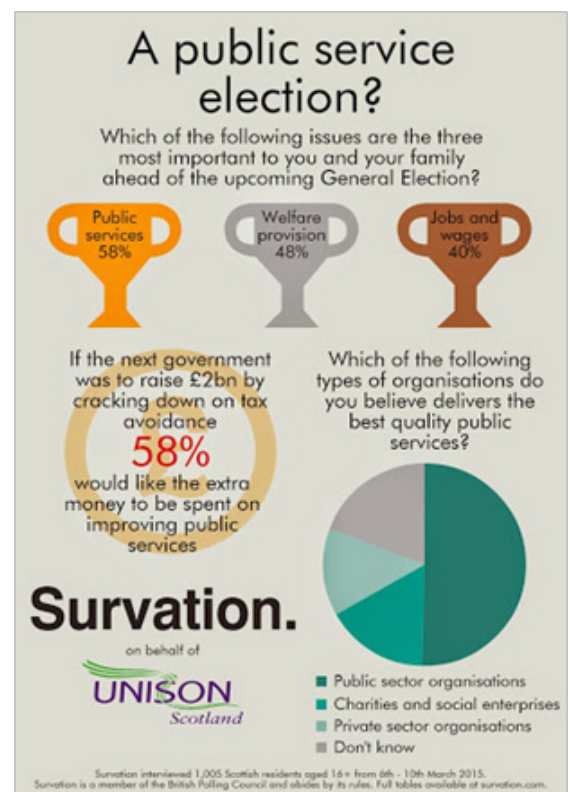 A public service
election?
Which of the following issues are the three
most important to you and your family
ahead of the upcoming General Election?
Public
services
58%
Welfare
provision
48%
Jobs and
wages
40%
If the next government
was to raise £2bn by
cracking down on tax
avoidance
58%
would like the extra
money to be spent on
improving public
services
Which of the following
types of organisations do
you believe delivers the
best quality public
services?
Survation.
on behalf of
UNISON
Scotland
Public sector organisations
Charities and social enterprises
Private sector organisations
Don't know
Survation interviewed 1,005 Scottish residents aged 16+ from 6th - 10th March 2015.
Survation is a member of the British Polling Council and abides by its rules. Full tables available at survation.com.